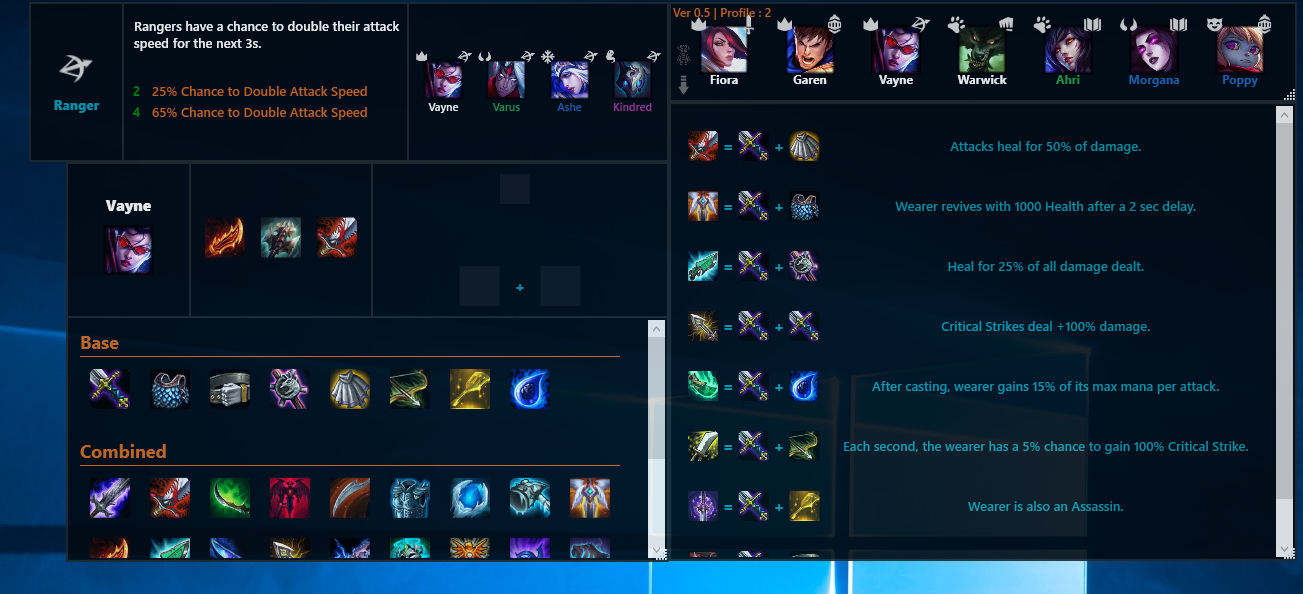 Rangers have a chance to double their attack
speed for the next 3s.
Ranger
2 25% Chance to Double Attack Speed
4 65% Chance to Double Attack Speed
Vayne
Varus
Ashe
Kindred
Ver 0.5 | Profile : 2
Fiora
Garen
Vayne
Warwick
Ahri
Morgana
Poppy
Vayne
+
Base
Combined
= + Attacks heal for 50% of damage.
= + Wearer revives with 1000 Health after a 2 sec delay.
= + Heal for 25% of all damage dealt.
= + Critical Strikes deal +100% damage.
= + After casting, wearer gains 15% of its max mana per attack.
= + Each second, the wearer has a 5% chance to gain 100% Critical Strike.
= + Wearer is also an Assassin.